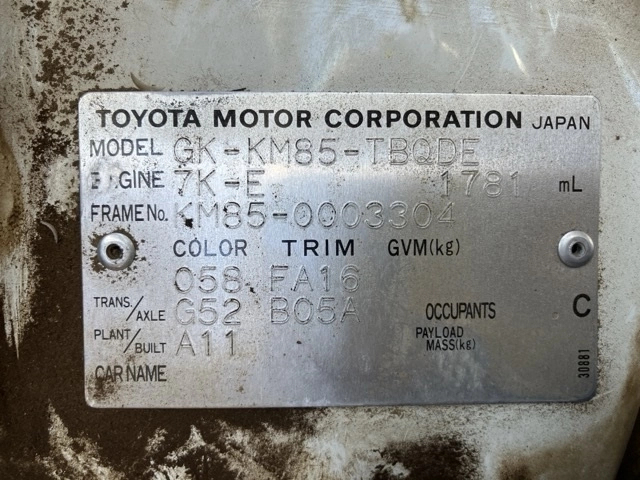 TOYOTA MOTOR CORPORATION JAPAN
MODEL GK-KM85-TBQDE
ENGINE 7K-E 1781 mL
FRAME No. KM85-0003304
COLOR TRIM GVM(kg)
058 FA16
TRANS./AXLE G52 B05A OCCUPANTS C
PLANT/BUILT A11 PAYLOAD MASS(kg)
CAR NAME
30881